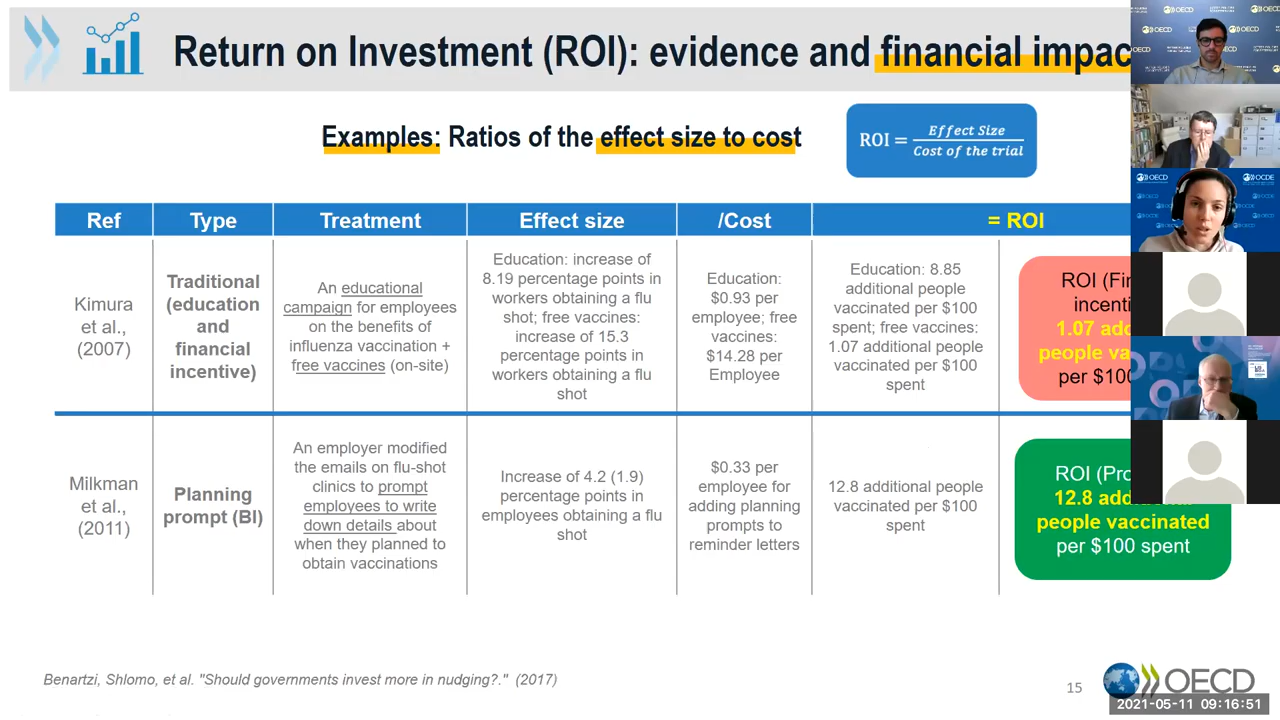 Return on Investment (ROI): evidence and financial impac
Examples: Ratios of the effect size to cost
ROI = Effect Size / Cost of the trial
Ref
Type
Treatment
Effect size
/Cost
= ROI
Kimura
et al.,
(2007)
Traditional
(education
and
financial
incentive)
An educational
campaign for employees
on the benefits of
influenza vaccination +
free vaccines (on-site)
Education: increase of
8.19 percentage points in
workers obtaining a flu
shot; free vaccines:
increase of 15.3
percentage points in
workers obtaining a flu
shot
Education:
$0.93 per
employee; free
vaccines:
$14.28 per
Employee
Education: 8.85
additional people
vaccinated per $100
spent; free vaccines:
1.07 additional people
vaccinated per $100
spent
ROI (Fi
incenti
1.07 add
people va
per $100
Milkman
et al.,
(2011)
Planning
prompt (BI)
An employer modified
the emails on flu-shot
clinics to prompt
employees to write
down details about
when they planned to
obtain vaccinations
Increase of 4.2 (1.9)
percentage points in
employees obtaining a flu
shot
$0.33 per
employee for
adding planning
prompts to
reminder letters
12.8 additional people
vaccinated per $100
spent
ROI (Pro
12.8 additional
people vaccinated
per $100 spent
Benartzi, Shlomo, et al. "Should governments invest more in nudging?." (2017)
15
OECD
2021-05-11 09:16:51